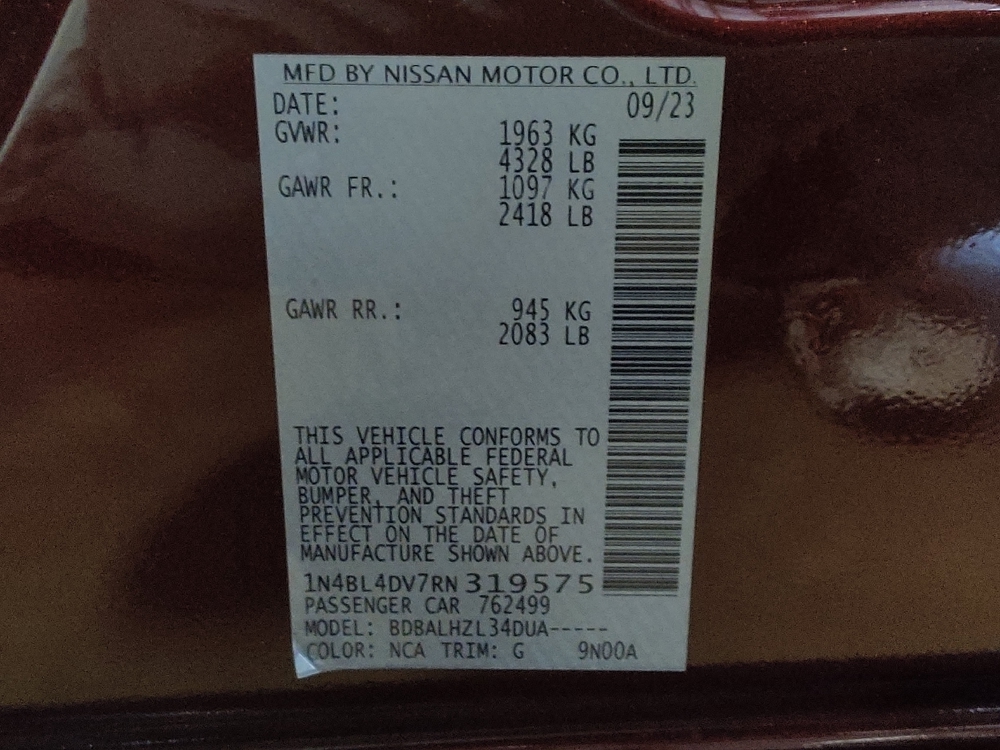 MFD BY NISSAN MOTOR CO., LTD.
DATE: 09/23
GVWR: 1963 KG
4328 LB
GAWR FR.: 1097 KG
2418 LB
GAWR RR.: 945 KG
2083 LB
THIS VEHICLE CONFORMS TO
ALL APPLICABLE FEDERAL
MOTOR VEHICLE SAFETY,
BUMPER, AND THEFT
PREVENTION STANDARDS IN
EFFECT ON THE DATE OF
MANUFACTURE SHOWN ABOVE.
1N4BL4DV7RN319575
PASSENGER CAR 762499
MODEL: BDBALHZL34DUA-----
COLOR: NCA TRIM: G 9N00A